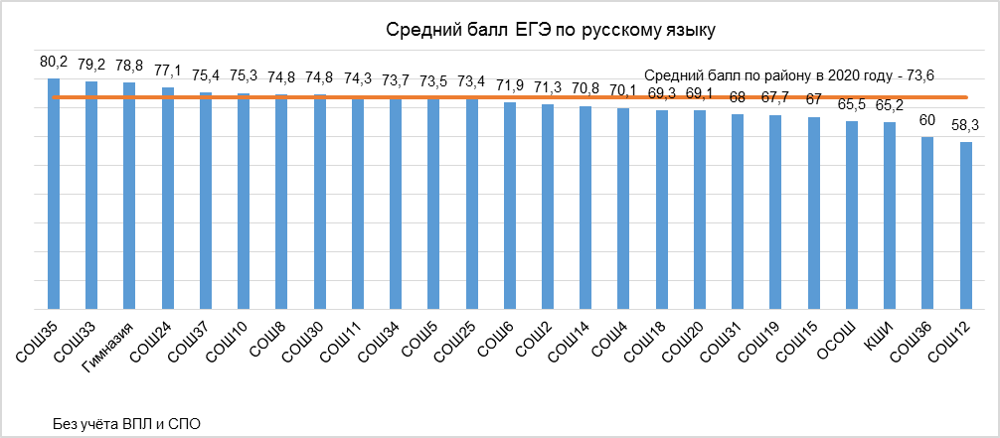 Средний балл ЕГЭ по русскому языку
80,2 79,2 78,8 77,1 75,4 75,3 74,8 74,8 74,3 73,7 73,5 73,4 71,9 71,3 70,8 70,1 69,3 69,1 68 67,7 67 65,5 65,2 60 58,3
Средний балл по району в 2020 году - 73,6
СОШ35 СОШ33 Гимназия СОШ24 СОШ37 СОШ10 СОШ8 СОШ30 СОШ11 СОШ34 СОШ5 СОШ25 СОШ6 СОШ2 СОШ14 СОШ4 СОШ18 СОШ20 СОШ31 СОШ19 СОШ15 ОСОШ КШИ СОШ36 СОШ12
Без учёта ВПЛ и СПО